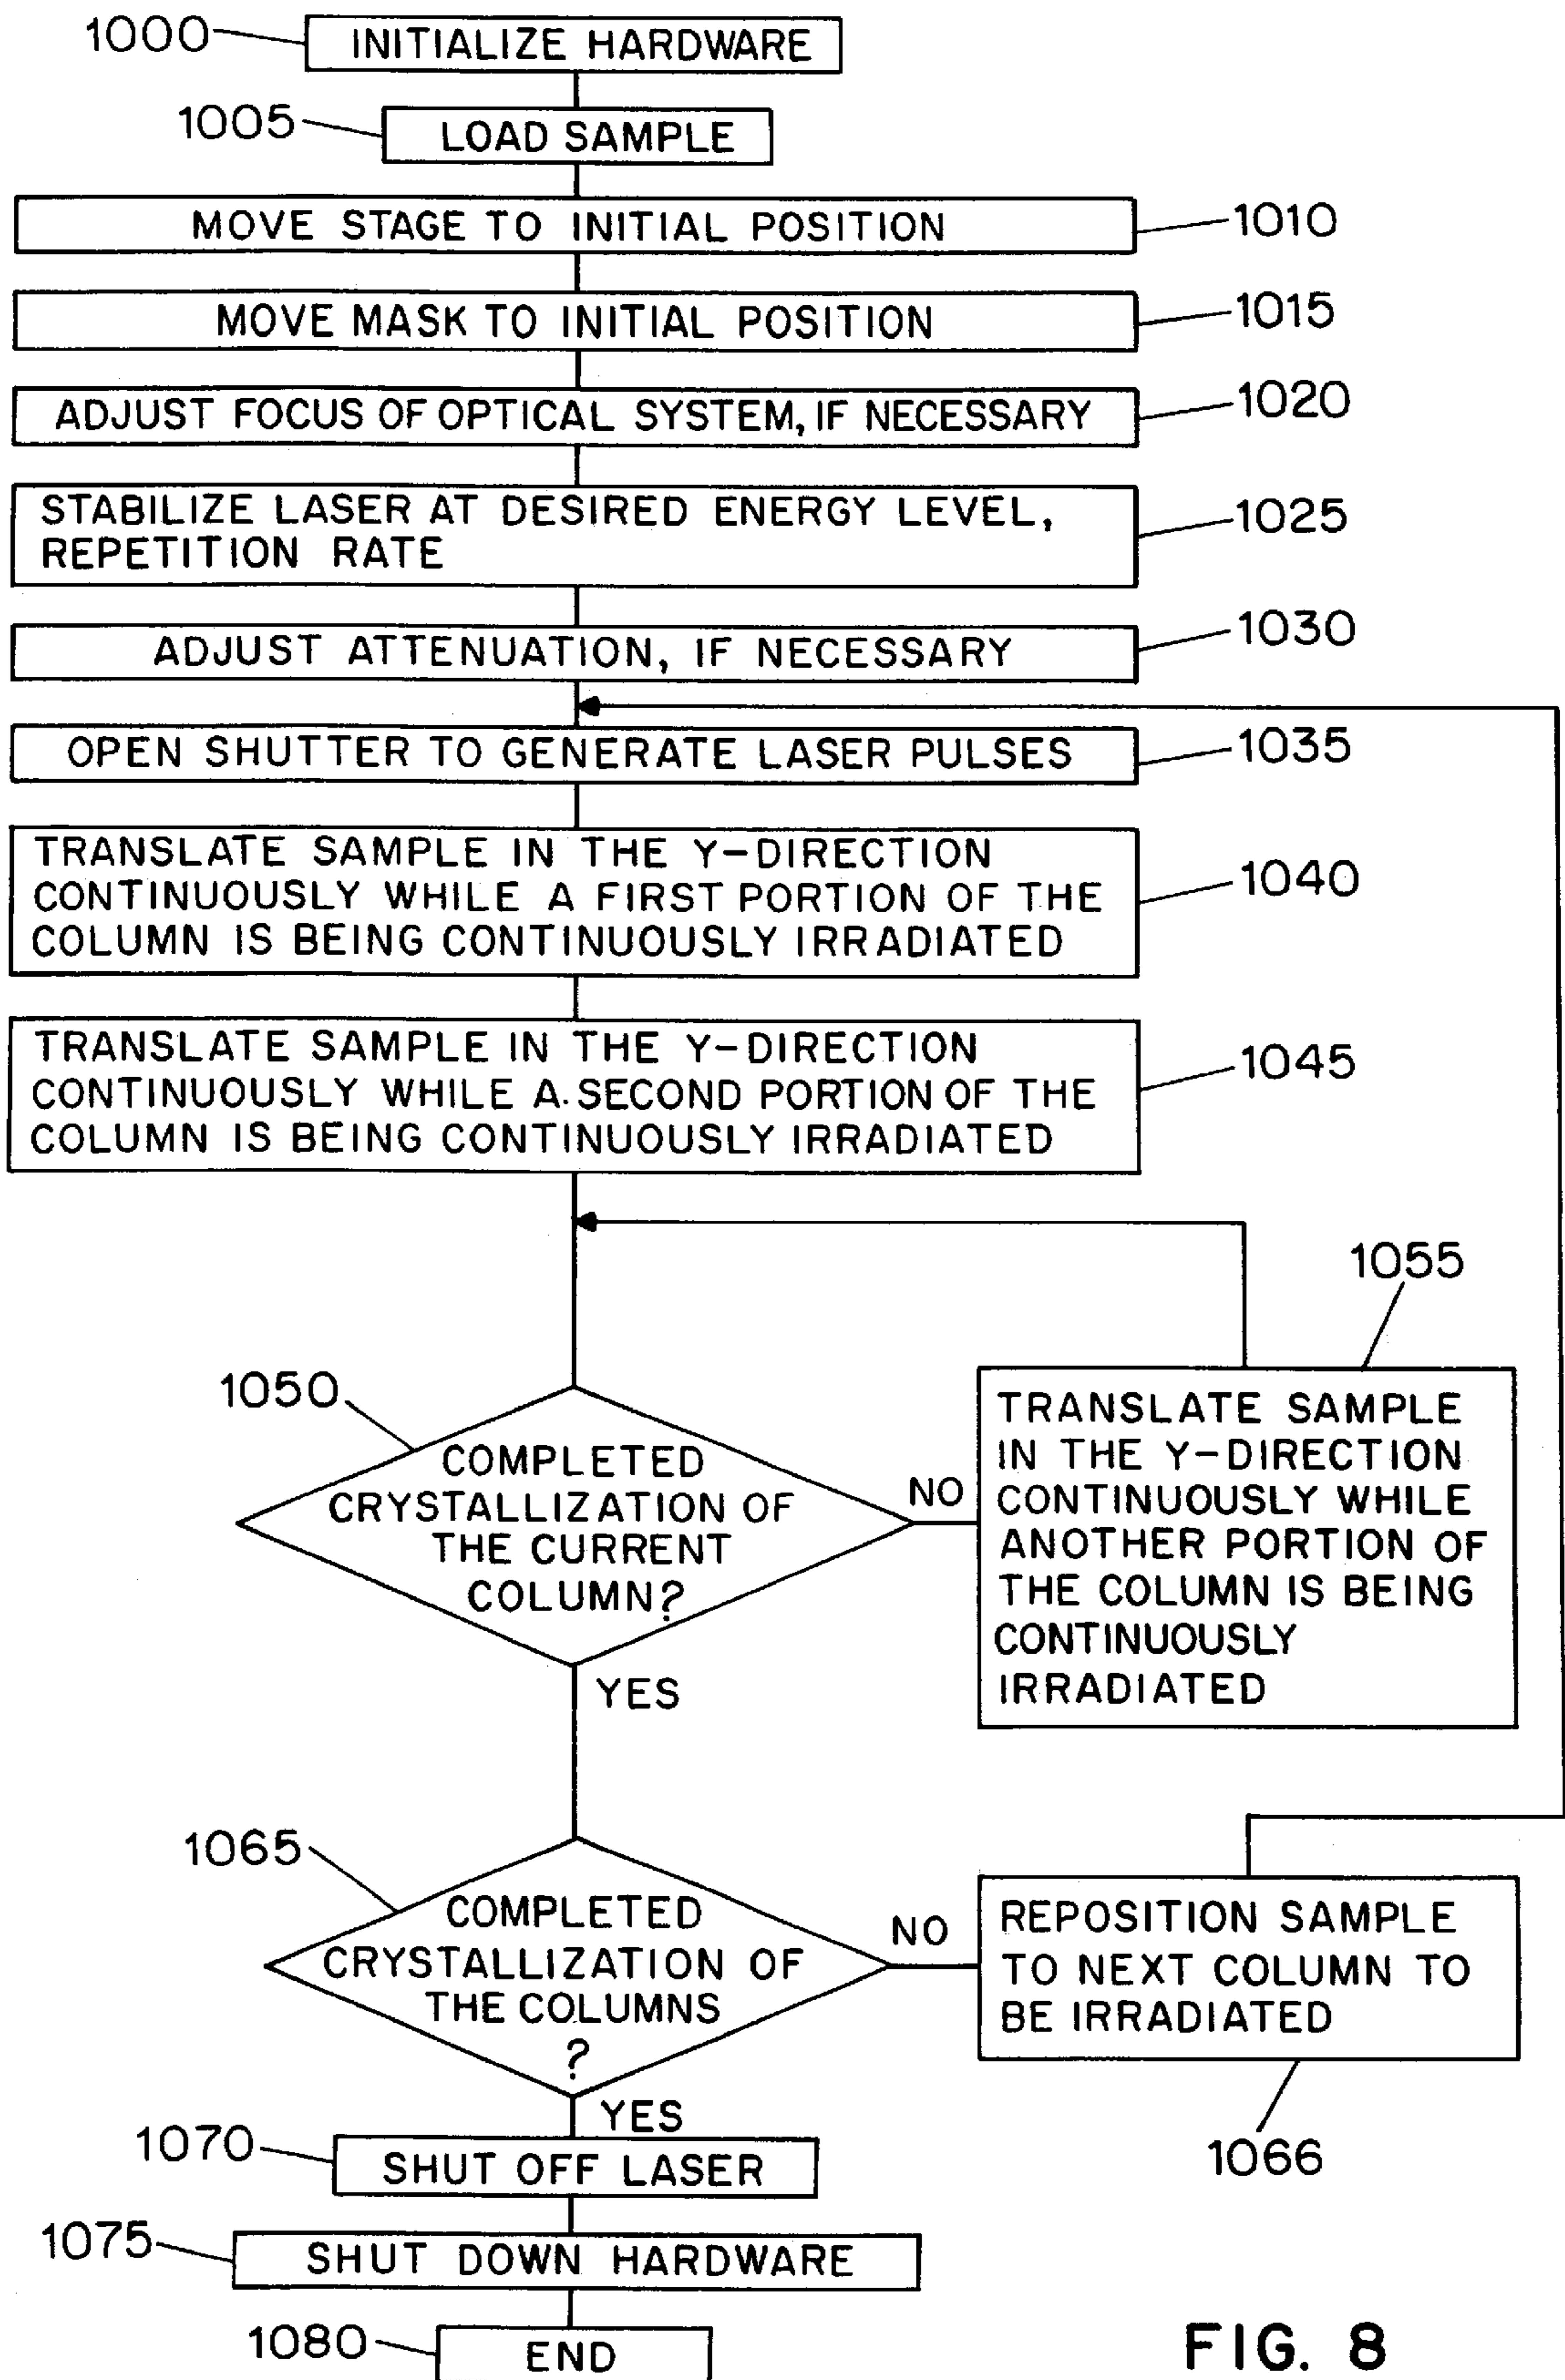 1000
INITIALIZE HARDWARE
1005
LOAD SAMPLE
MOVE STAGE TO INITIAL POSITION
1010
MOVE MASK TO INITIAL POSITION
1015
ADJUST FOCUS OF OPTICAL SYSTEM, IF NECESSARY
1020
STABILIZE LASER AT DESIRED ENERGY LEVEL,
REPETITION RATE
1025
ADJUST ATTENUATION, IF NECESSARY
1030
OPEN SHUTTER TO GENERATE LASER PULSES
1035
TRANSLATE SAMPLE IN THE Y-DIRECTION
CONTINUOUSLY WHILE A FIRST PORTION OF THE
COLUMN IS BEING CONTINUOUSLY IRRADIATED
1040
TRANSLATE SAMPLE IN THE Y-DIRECTION
CONTINUOUSLY WHILE A SECOND PORTION OF THE
COLUMN IS BEING CONTINUOUSLY IRRADIATED
1045
1050
COMPLETED
CRYSTALLIZATION OF
THE CURRENT
COLUMN?
NO
1055
TRANSLATE SAMPLE
IN THE Y-DIRECTION
CONTINUOUSLY WHILE
ANOTHER PORTION OF
THE COLUMN IS BEING
CONTINUOUSLY
IRRADIATED
YES
1065
COMPLETED
CRYSTALLIZATION OF
THE COLUMNS
?
NO
REPOSITION SAMPLE
TO NEXT COLUMN TO
BE IRRADIATED
1066
YES
1070
SHUT OFF LASER
1075
SHUT DOWN HARDWARE
1080
END
FIG. 8